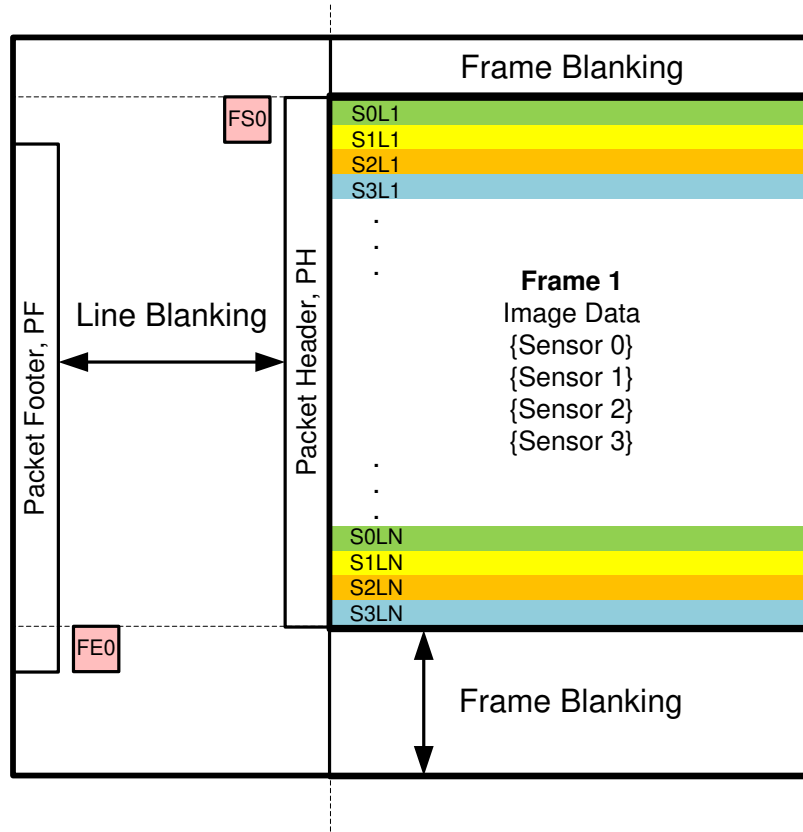 Frame Blanking
FS0
S0L1
S1L1
S2L1
S3L1
.
.
.
Packet Footer, PF
Line Blanking
Packet Header, PH
Frame 1
Image Data
{Sensor 0}
{Sensor 1}
{Sensor 2}
{Sensor 3}
.
.
.
S0LN
S1LN
S2LN
S3LN
FE0
Frame Blanking